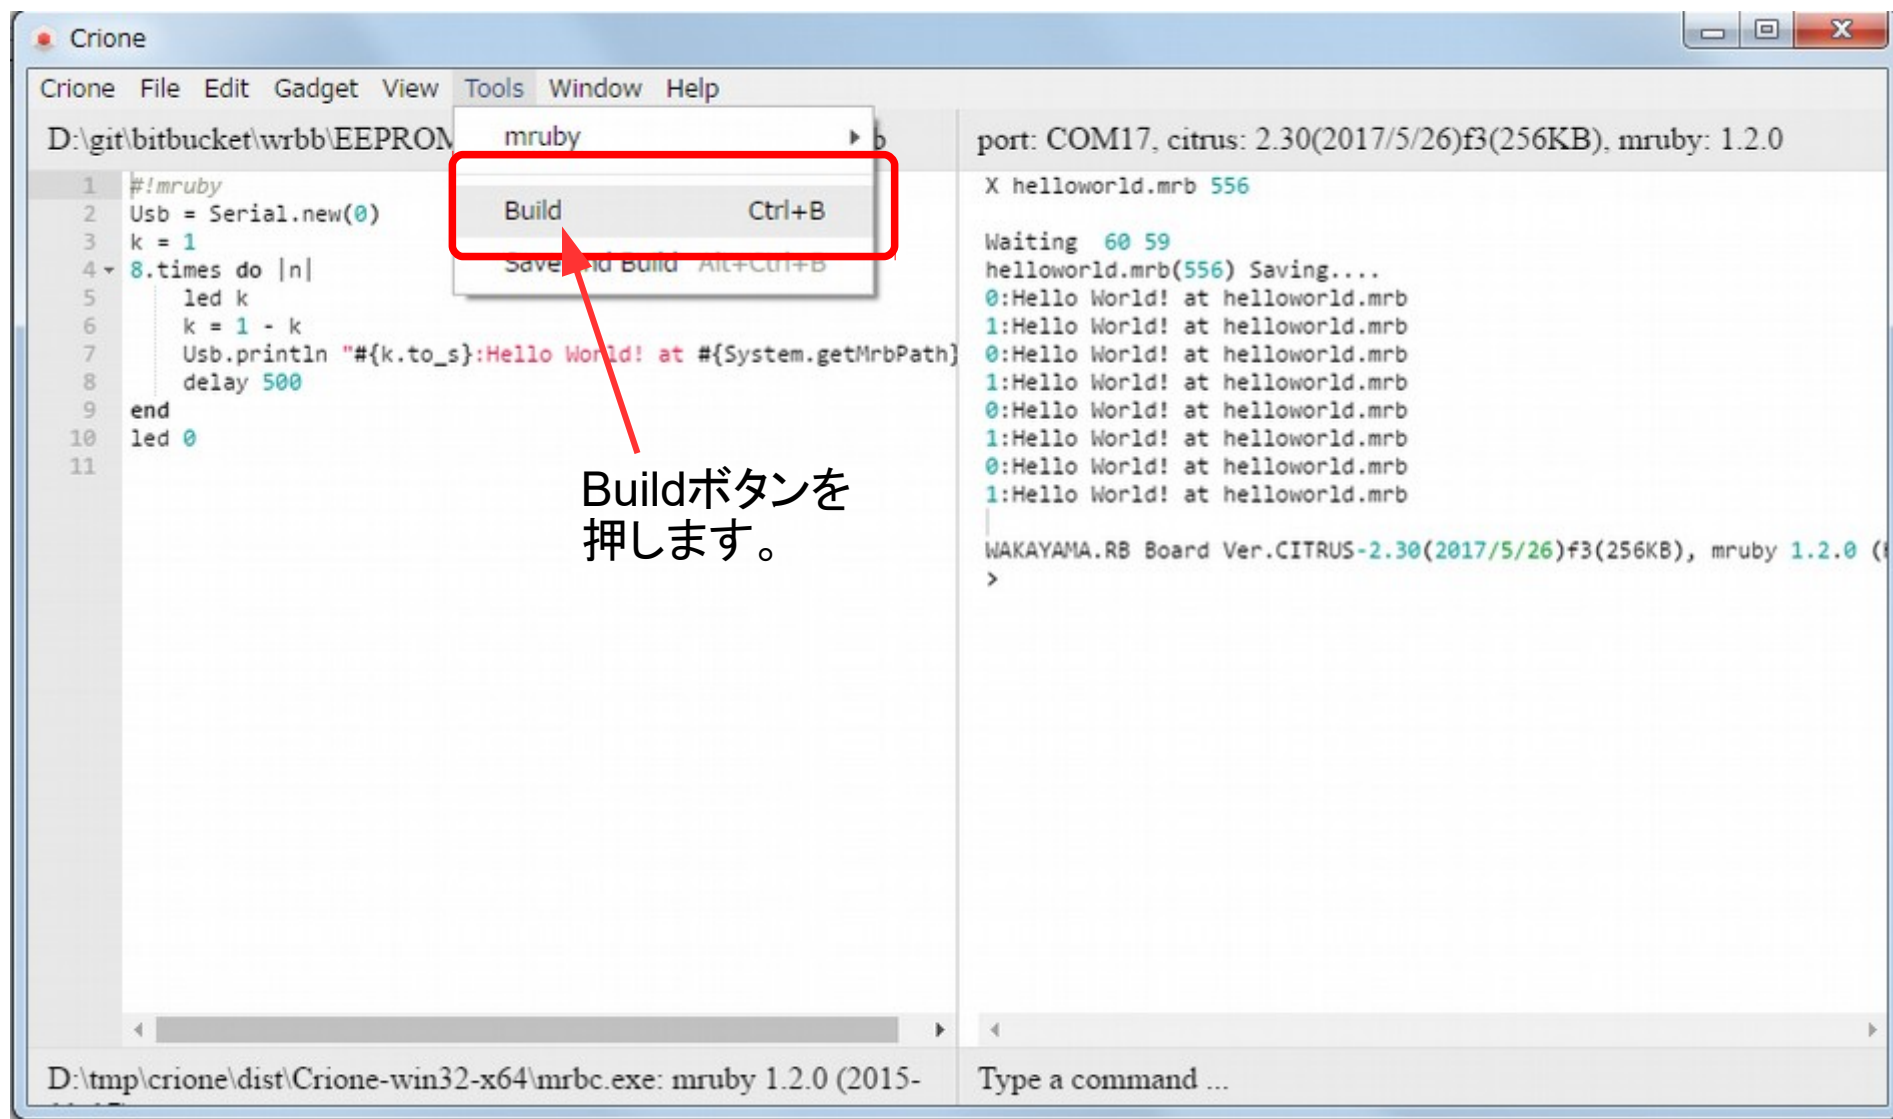 Crione
Crione File Edit Gadget View Tools Window Help
D:\git\bitbucket\wrbb\EEPROM
mruby
Build Ctrl+B
Save and Build Alt+Ctrl+B
1 #!mruby
2 Usb = Serial.new(0)
3 k = 1
4 8.times do |n|
5 led k
6 k = 1 - k
7 Usb.println "#{k.to_s}:Hello World! at #{System.getMrbPath}
8 delay 500
9 end
10 led 0
11
Buildボタンを
押します。
D:\tmp\crione\dist\Crione-win32-x64\mrbc.exe: mruby 1.2.0 (2015-
port: COM17, citrus: 2.30(2017/5/26)f3(256KB), mruby: 1.2.0
X helloworld.mrb 556
Waiting 60 59
helloworld.mrb(556) Saving....
0:Hello World! at helloworld.mrb
1:Hello World! at helloworld.mrb
0:Hello World! at helloworld.mrb
1:Hello World! at helloworld.mrb
0:Hello World! at helloworld.mrb
1:Hello World! at helloworld.mrb
0:Hello World! at helloworld.mrb
1:Hello World! at helloworld.mrb
WAKAYAMA.RB Board Ver.CITRUS-2.30(2017/5/26)f3(256KB), mruby 1.2.0 (
>
Type a command ...